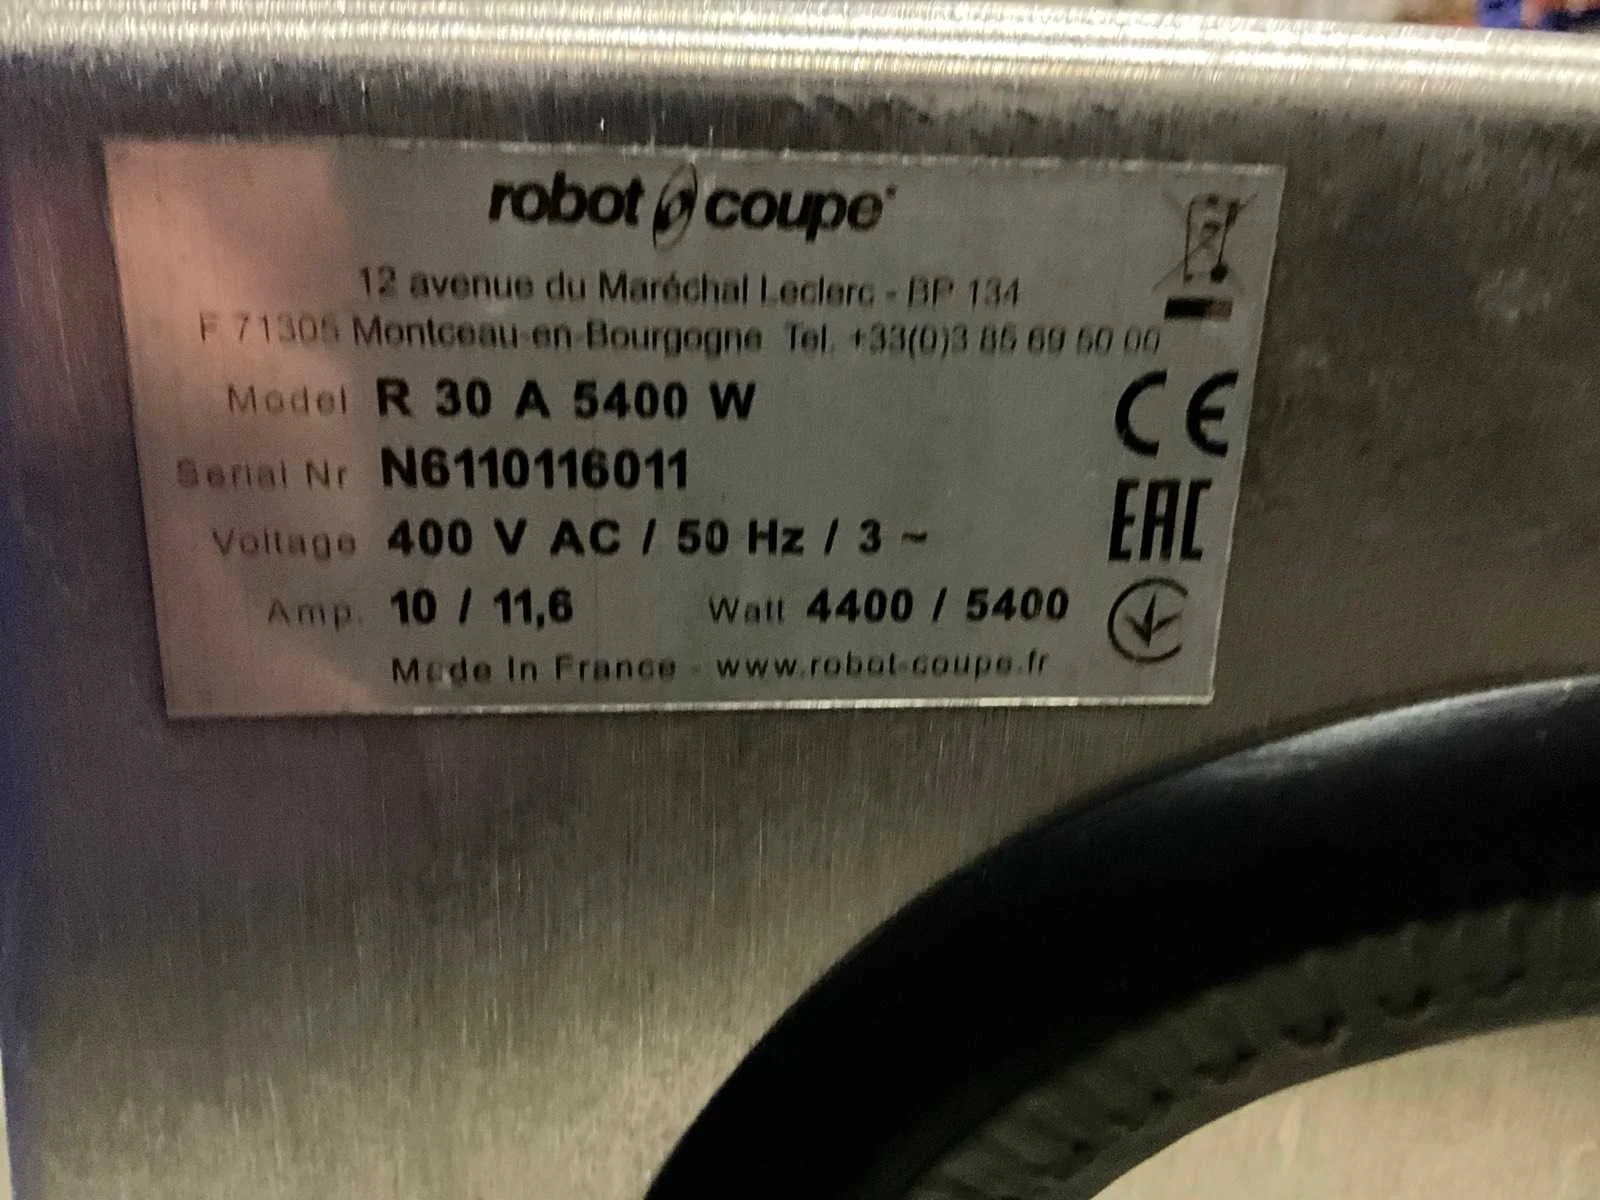 robot coupe
12 avenue du Maréchal Leclerc - BP 134
F 71305 Montceau-en-Bourgogne Tel. +33(0)3 85 69 50 00
Model R 30 A 5400 W
Serial Nr N6110116011
Voltage 400 V AC / 50 Hz / 3 ~
Amp. 10 / 11,6 Watt 4400 / 5400
Made In France - www.robot-coupe.fr
CE
EAC